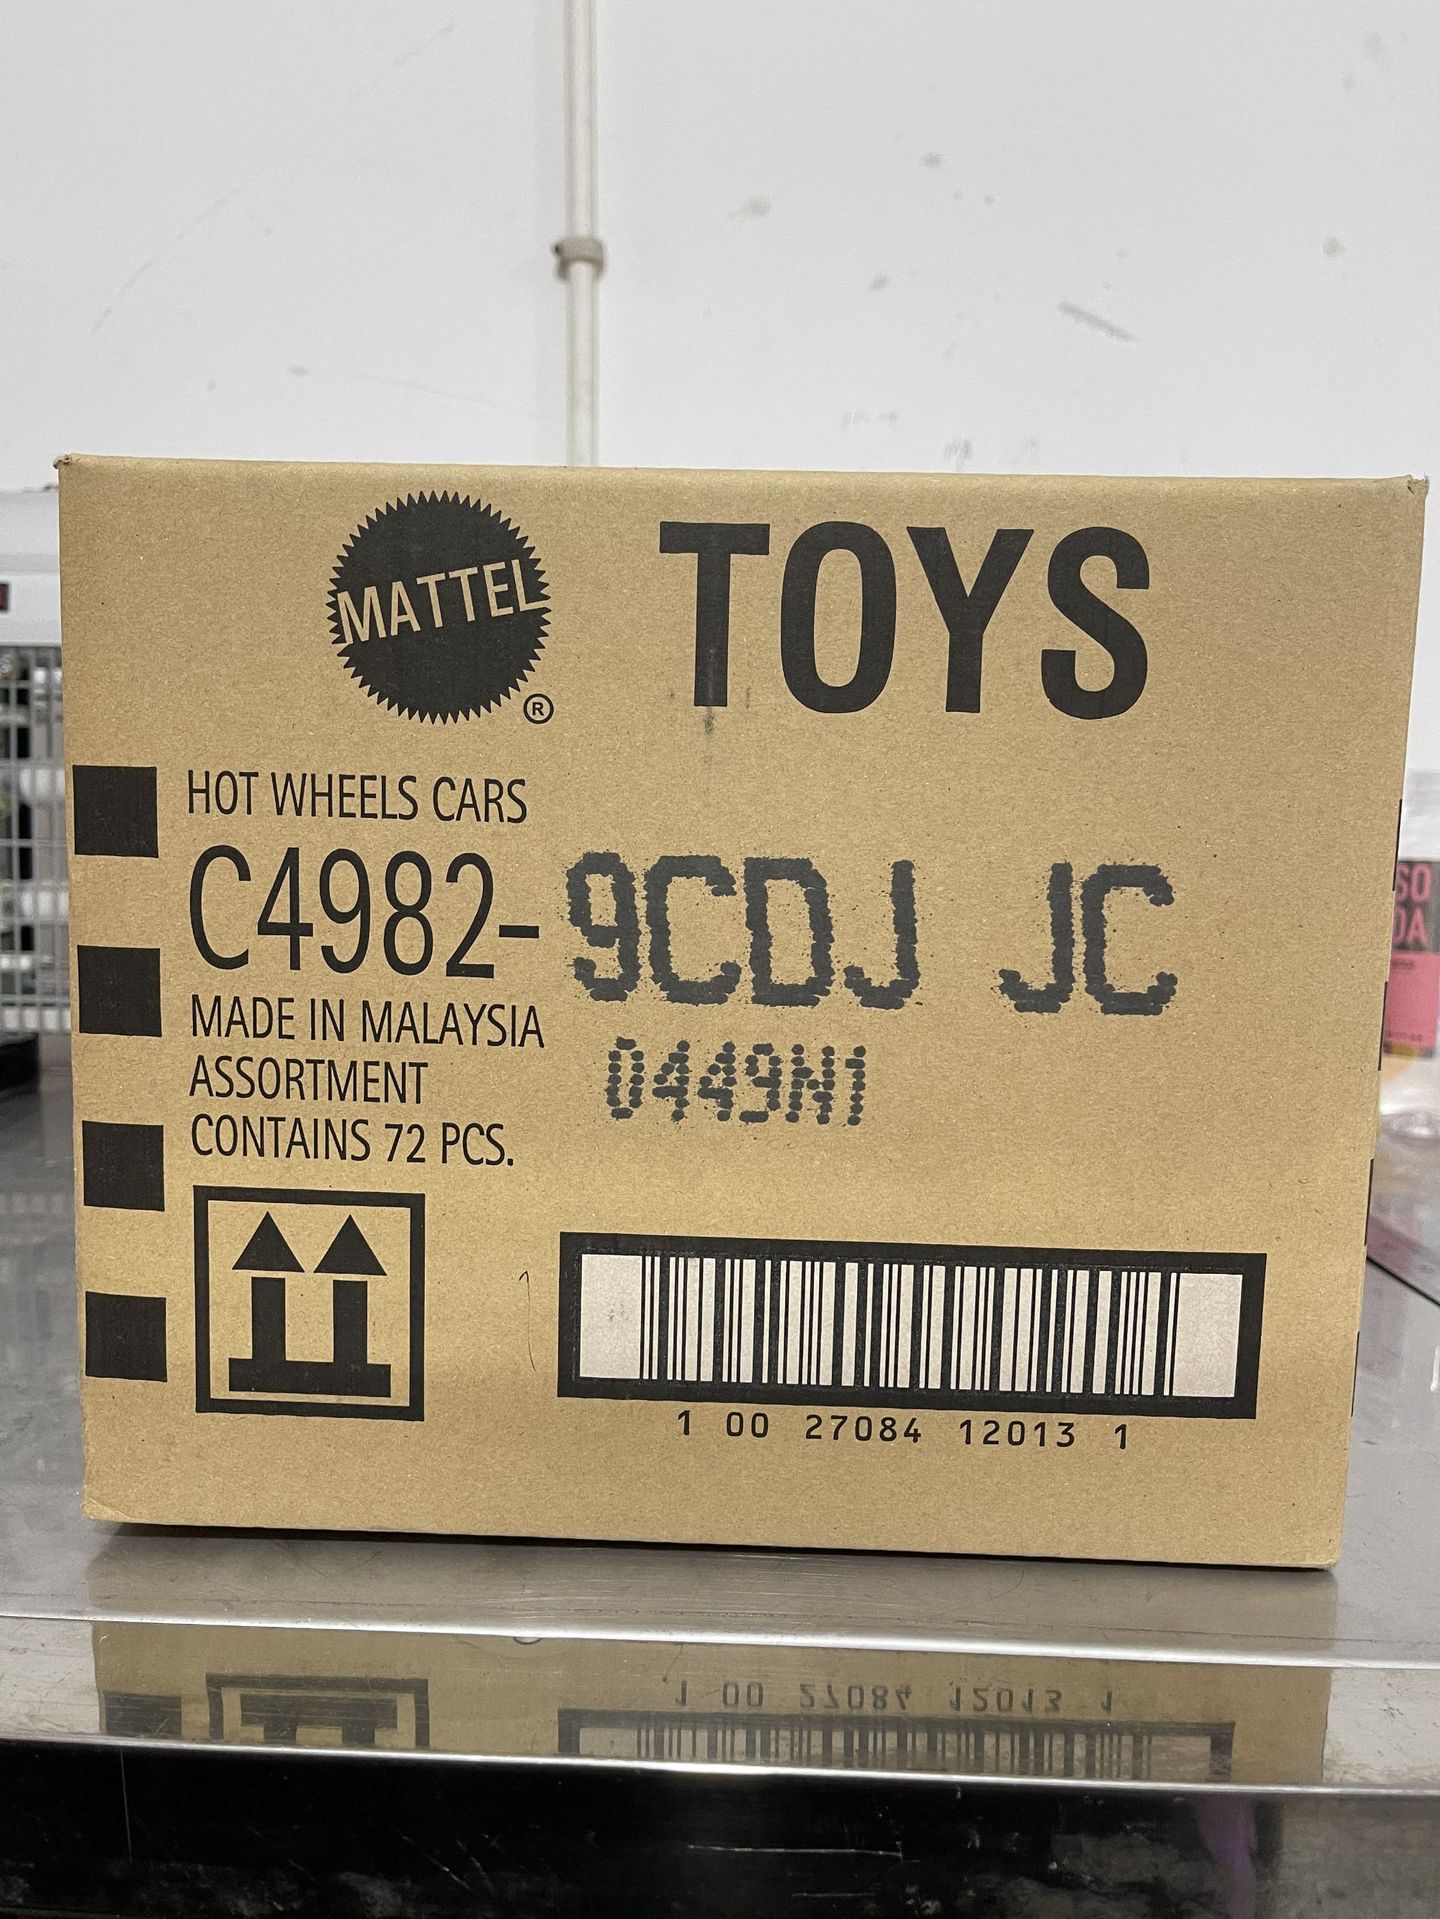 MATTEL ® TOYS
HOT WHEELS CARS
C4982-9CDJ JC
MADE IN MALAYSIA
0449N1
ASSORTMENT
CONTAINS 72 PCS.
1 00 27084 12013 1